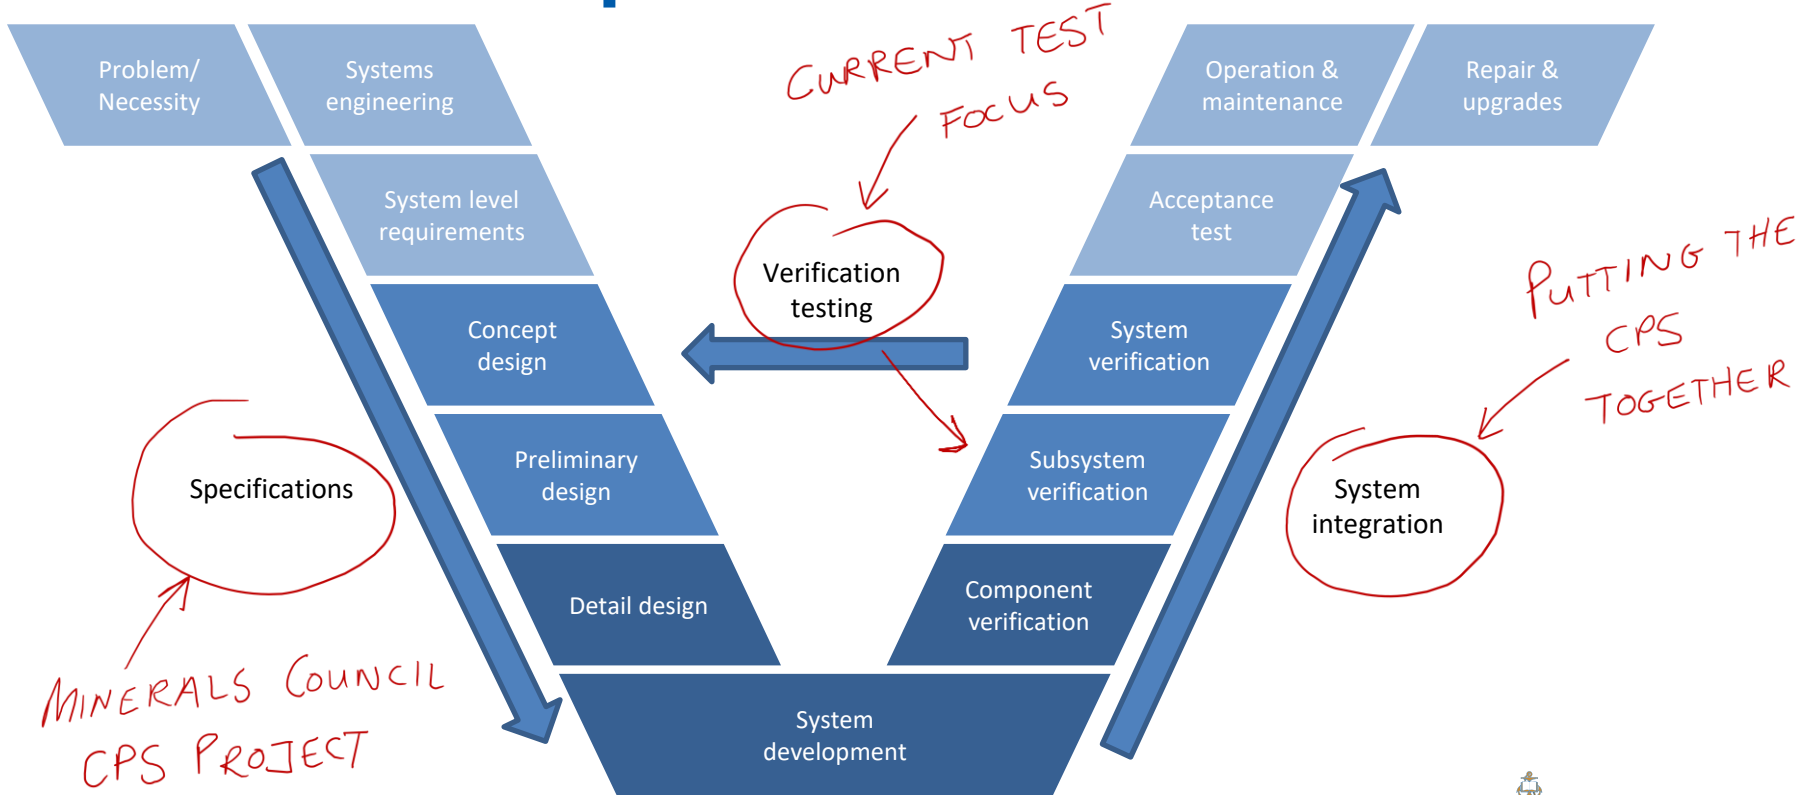 Problem/
Necessity
Systems
engineering
CURRENT TEST
FOCUS
Operation &
maintenance
Repair &
upgrades
System level
requirements
Acceptance
test
Verification
testing
PUTTING THE
CPS
TOGETHER
Concept
design
System
verification
Specifications
Preliminary
design
Subsystem
verification
System
integration
Detail design
Component
verification
MINERALS COUNCIL
CPS PROJECT
System
development